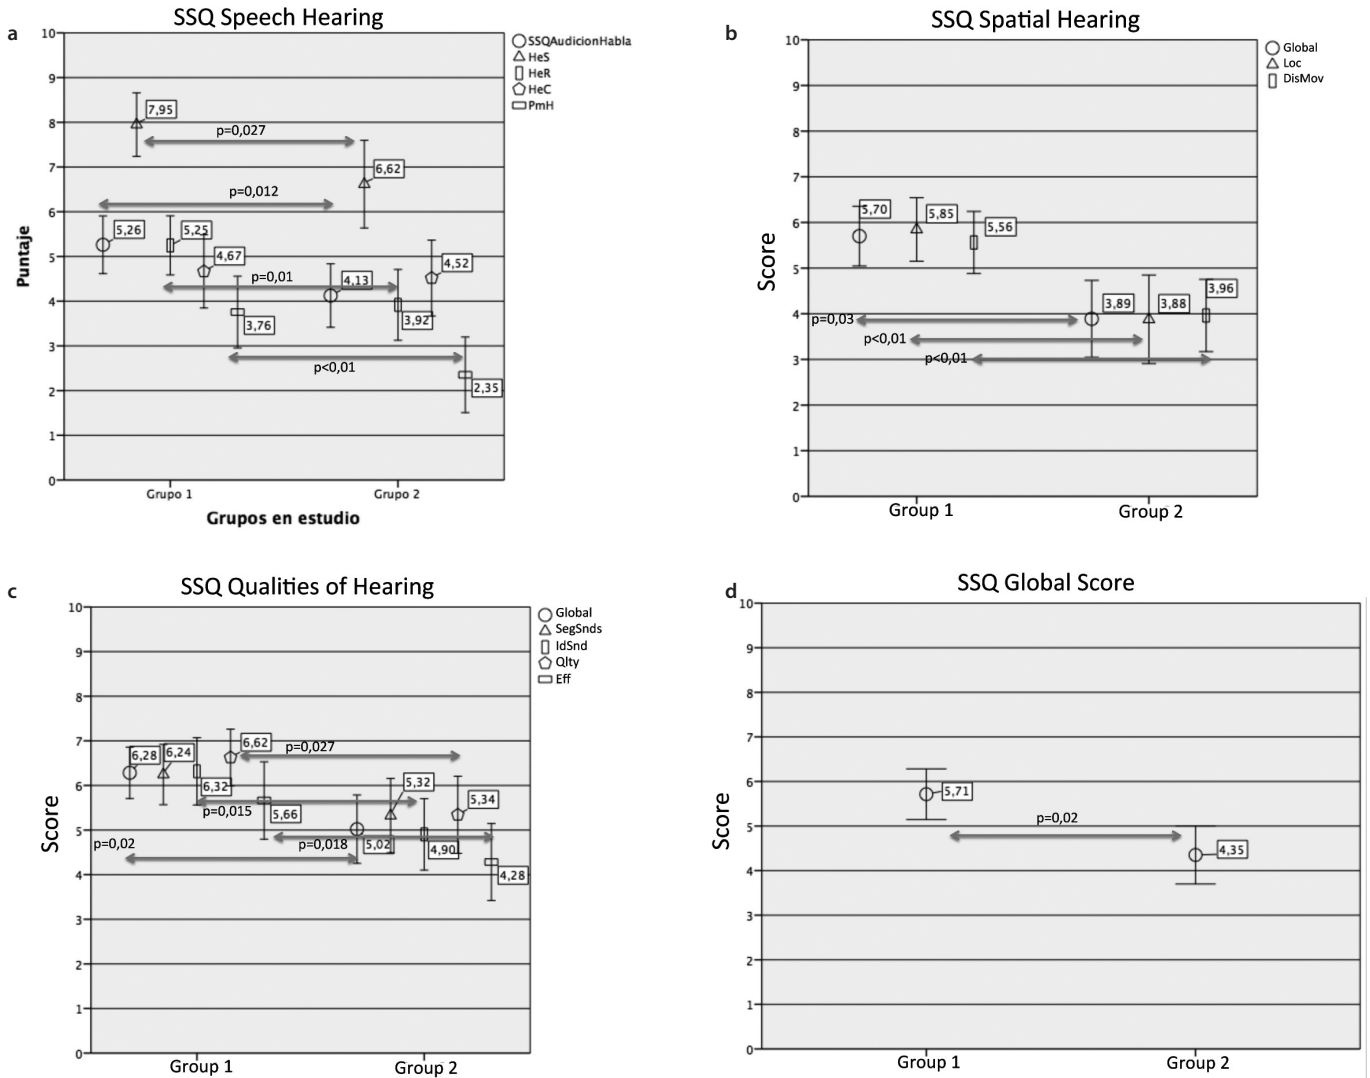 a
SSQ Speech Hearing
10
9
8
7
6
5
4
3
2
1
0
Puntaje
7,95
p=0,027
6,62
p=0,012
5,26
5,25
4,67
4,52
p=0,01
4,13
3,76
3,92
p<0,01
2,35
Grupo 1
Grupo 2
Grupos en estudio
SSQAudicionHabla
HeS
HeR
HeC
PmH
b
SSQ Spatial Hearing
10
9
8
7
6
5
4
3
2
1
0
Score
5,70
5,85
5,56
3,89
3,88
3,96
p=0,03
p<0,01
p<0,01
Group 1
Group 2
Global
Loc
DisMov
c
SSQ Qualities of Hearing
10
9
8
7
6
5
4
3
2
1
0
Score
6,28
6,24
6,62
p=0,027
6,32
5,32
5,34
p=0,015
5,66
p=0,02
p=0,018
5,02
4,90
4,28
Group 1
Group 2
Global
SegSnds
IdSnd
Qlty
Eff
d
SSQ Global Score
10
9
8
7
6
5
4
3
2
1
0
Score
5,71
p=0,02
4,35
Group 1
Group 2